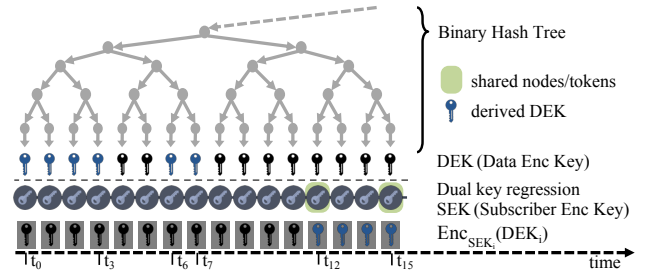 Binary Hash Tree
shared nodes/tokens
derived DEK
DEK (Data Enc Key)
Dual key regression
SEK (Subscriber Enc Key)
Enc_SEK_i(DEK_i)
t_0 t_3 t_6 t_7 t_12 t_15 time